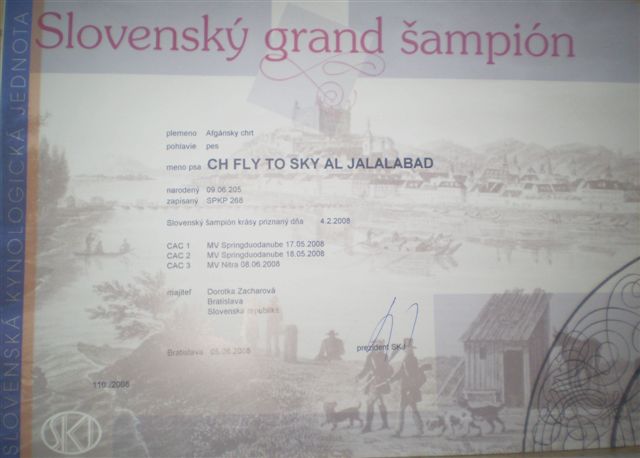 Slovenský grand šampión
SLOVENSKÁ KYNOLOGICKÁ JEDNOTA
plemeno Afgánsky chrt
pohlavie pes
meno psa CH FLY TO SKY AL JALALABAD
narodený 09.06.205
zapísaný SPKP 268
Slovenský šampión krásy priznaný dňa 4.2.2008
CAC 1 MV Springduodanube 17.05.2008
CAC 2 MV Springduodanube 18.05.2008
CAC 3 MV Nitra 08.06.2008
majiteľ Dorotka Zacharová
Bratislava
Slovenska republika
Bratislava 05.06.2008
prezident SKJ
110./2008
SKJ